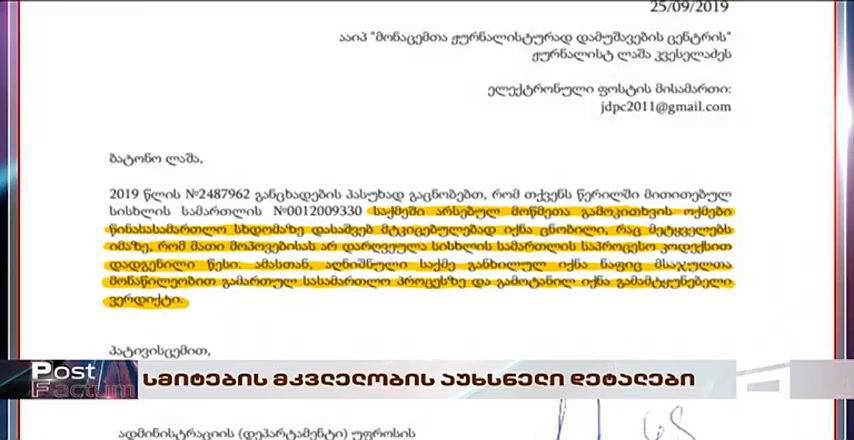 25/09/2019
ააიპ "მონაცემთა ჟურნალისტურად დამუშავების ცენტრის"
ჟურნალისტ ლაშა კვესელაძეს
ელექტრონული ფოსტის მისამართი:
jdpc2011@gmail.com
ბატონო ლაშა,
2019 წლის №2487962 განცხადების პასუხად გაცნობებთ, რომ თქვენს წერილში მითითებულ
სისხლის სამართლის №0012009330 საქმეში არსებულ მოწმეთა გამოკითხვის ოქმები
წინასასამართლო სხდომაზე დასაშვებ მტკიცებულებად იქნა ცნობილი, რაც მეტყველებს
იმაზე, რომ მათი მოპოვებისას არ დარღვეულა სისხლის სამართლის საპროცესო კოდექსით
დადგენილი წესი. ამასთან, აღნიშნული საქმე განხილულ იქნა ნაფიც მსაჯულთა
მონაწილეობით გამართულ სასამართლო პროცესზე და გამოტანილ იქნა გამამტყუნებელი
ვერდიქტი.
პატივისცემით,
Post
Factum
სმიტების მკვლელობის აუხსნელი დეტალები
ადმინისტრაციის (დეპარტამენტი) უფროსის